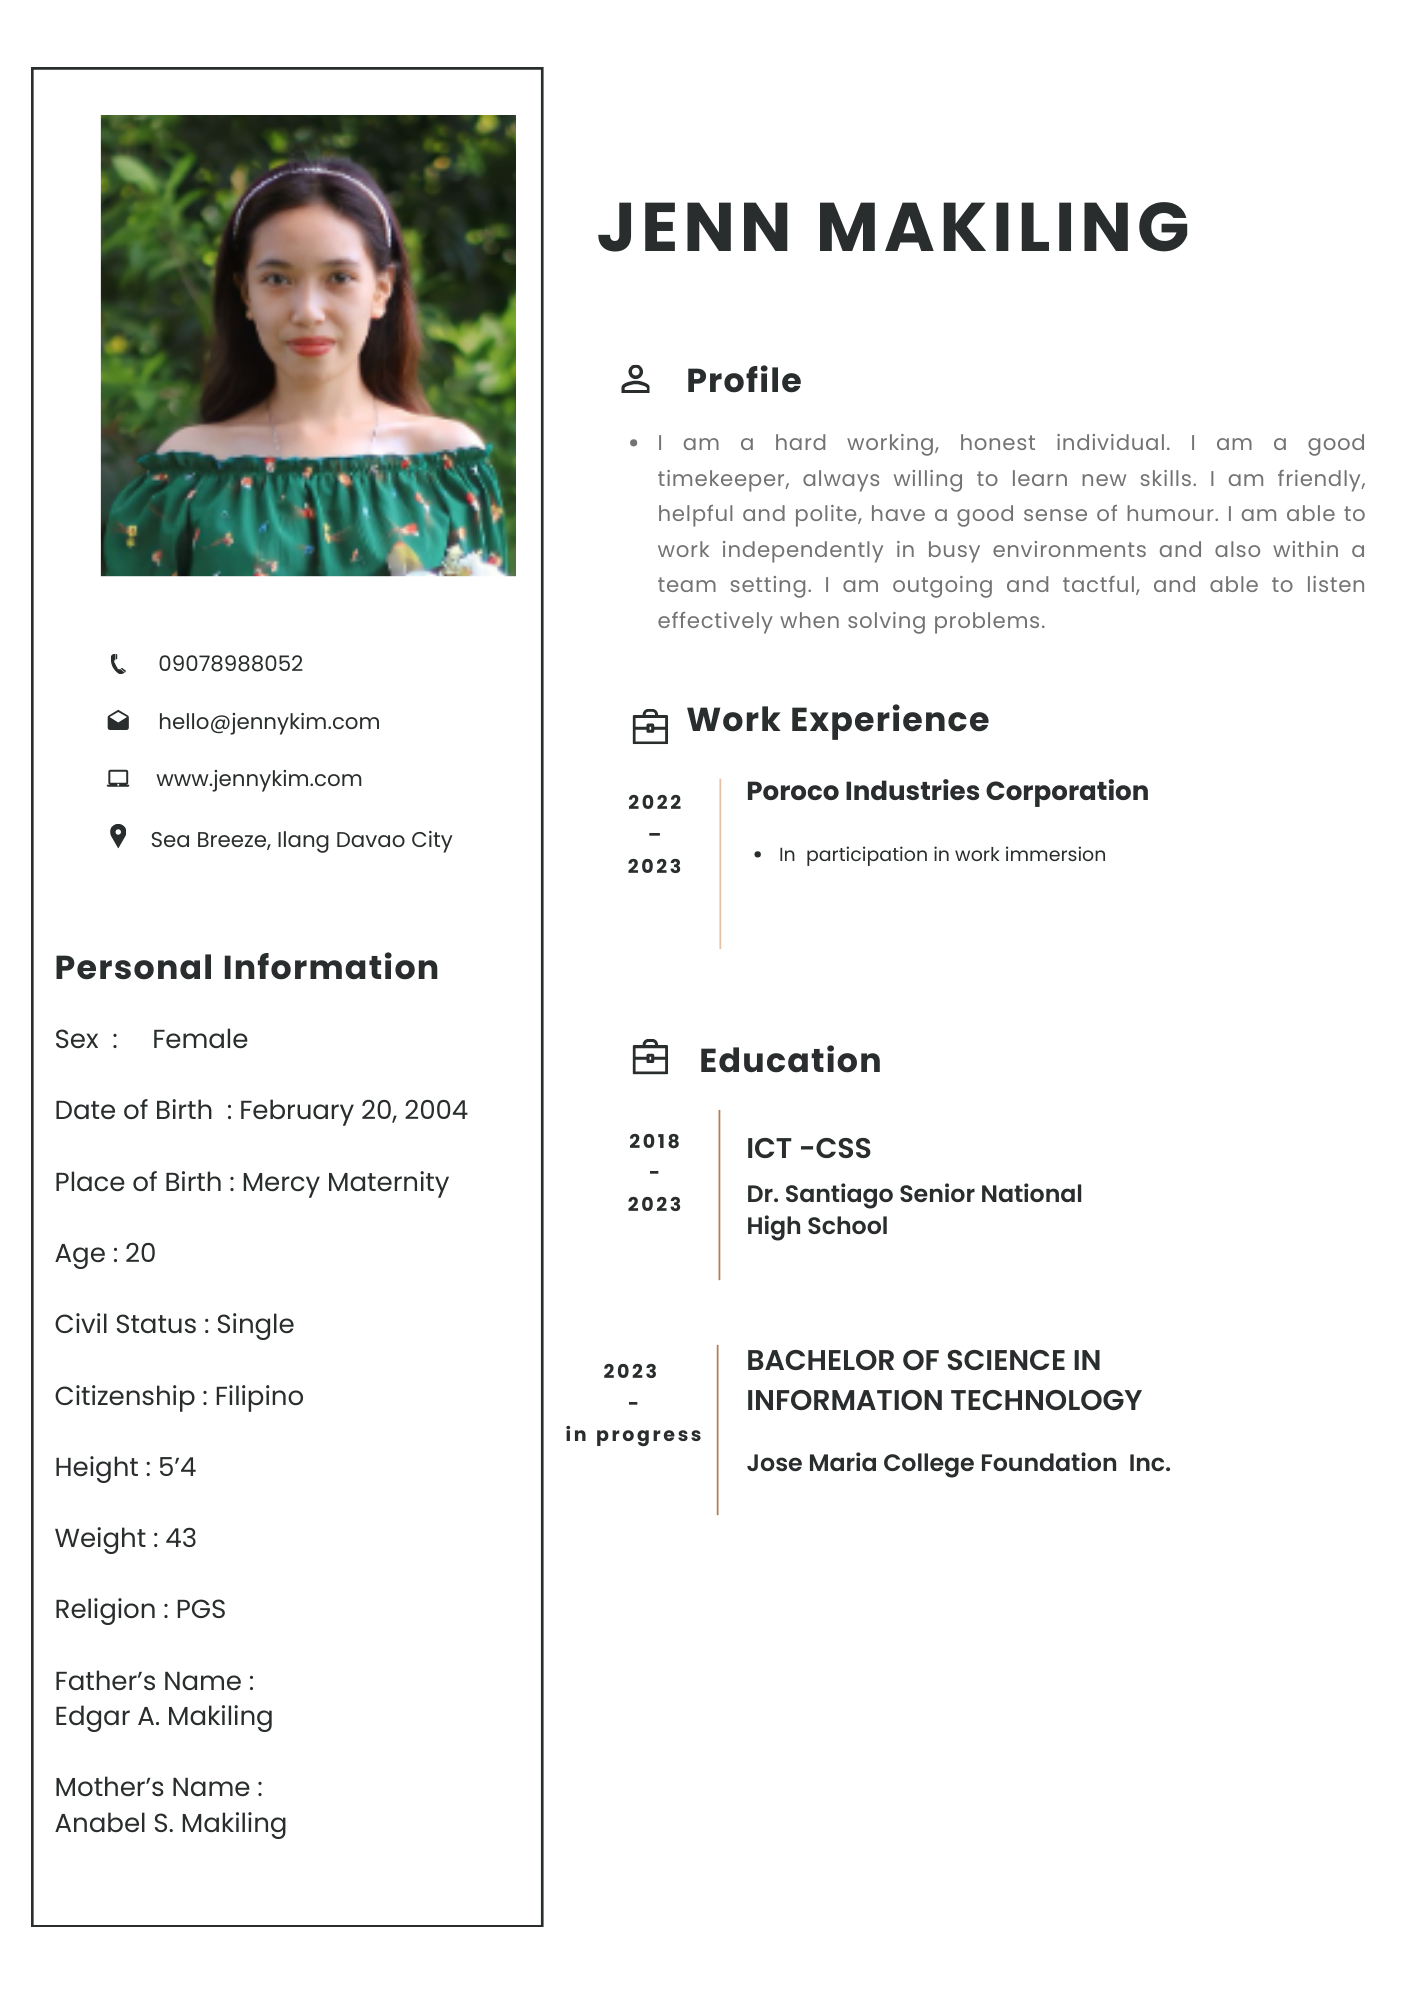 09078988052
hello@jennykim.com
www.jennykim.com
Sea Breeze, Ilang Davao City
Personal Information
Sex : Female
Date of Birth : February 20, 2004
Place of Birth : Mercy Maternity
Age : 20
Civil Status : Single
Citizenship : Filipino
Height : 5’4
Weight : 43
Religion : PGS
Father’s Name :
Edgar A. Makiling
Mother’s Name :
Anabel S. Makiling
JENN MAKILING
Profile
• I am a hard working, honest individual. I am a good
timekeeper, always willing to learn new skills. I am friendly,
helpful and polite, have a good sense of humour. I am able to
work independently in busy environments and also within a
team setting. I am outgoing and tactful, and able to listen
effectively when solving problems.
Work Experience
2022
–
2023
Poroco Industries Corporation
• In participation in work immersion
Education
2018
-
2023
ICT –CSS
Dr. Santiago Senior National
High School
2023
-
in progress
BACHELOR OF SCIENCE IN
INFORMATION TECHNOLOGY
Jose Maria College Foundation Inc.